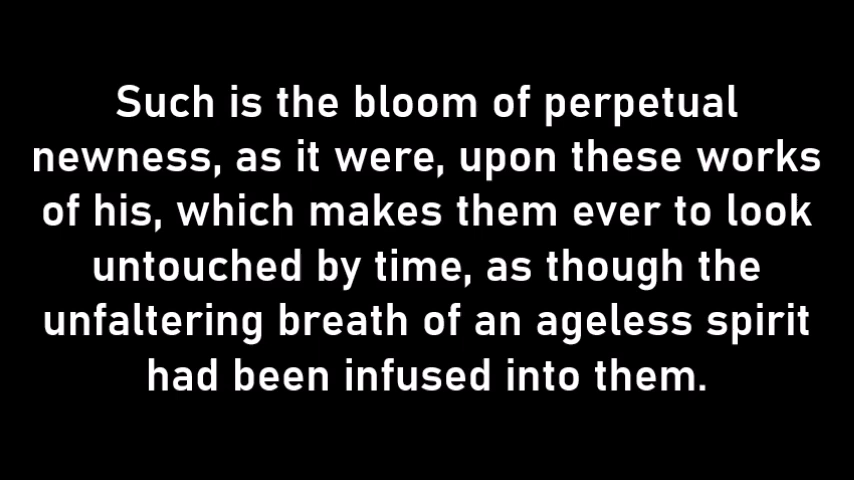 Such is the bloom of perpetual
newness, as it were, upon these works
of his, which makes them ever to look
untouched by time, as though the
unfaltering breath of an ageless spirit
had been infused into them.